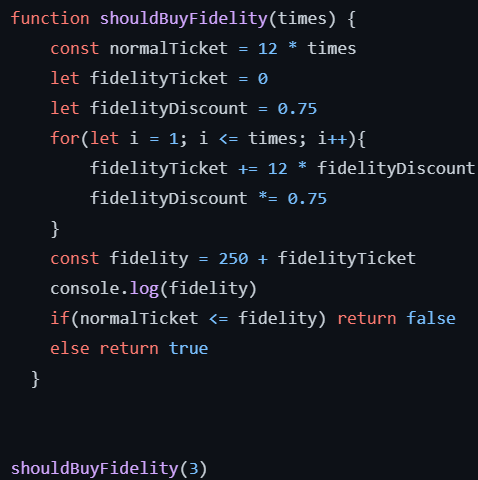 function shouldBuyFidelity(times) {
    const normalTicket = 12 * times
    let fidelityTicket = 0
    let fidelityDiscount = 0.75
    for(let i = 1; i <= times; i++){
        fidelityTicket += 12 * fidelityDiscount
        fidelityDiscount *= 0.75
    }
    const fidelity = 250 + fidelityTicket
    console.log(fidelity)
    if(normalTicket <= fidelity) return false
    else return true
  }
shouldBuyFidelity(3)